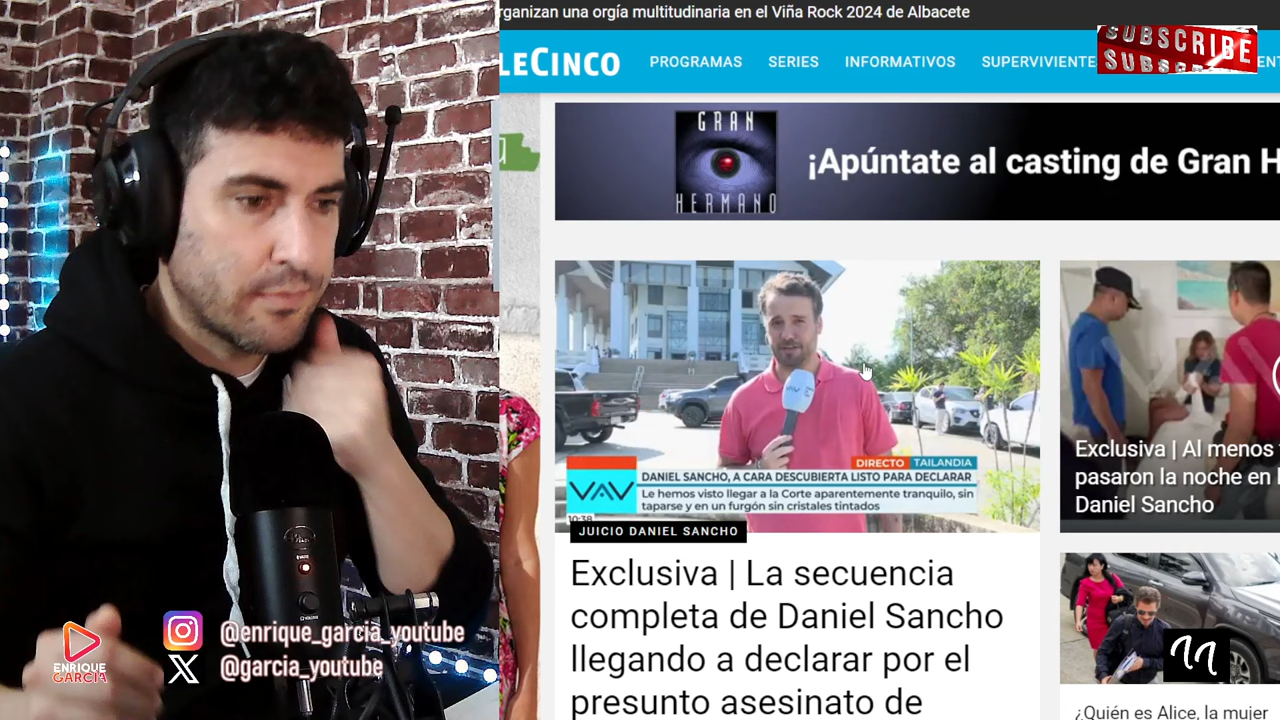 rganizan una orgía multitudinaria en el Viña Rock 2024 de Albacete
LECINCO
PROGRAMAS
SERIES
INFORMATIVOS
SUPERVIVIENTE
SUBSCRIBE
GRAN
HERMANO
¡Apúntate al casting de Gran H
DIRECTO
TAILANDIA
DANIEL SANCHO, A CARA DESCUBIERTA LISTO PARA DECLARAR
Le hemos visto llegar a la Corte aparentemente tranquilo, sin
taparse y en un furgón sin cristales tintados
VAV
10:38
JUICIO DANIEL SANCHO
Exclusiva | La secuencia
completa de Daniel Sancho
llegando a declarar por el
presunto asesinato de
Exclusiva | Al menos
pasaron la noche en
Daniel Sancho
¿Quién es Alice, la mujer
ENRIQUE
GARCIA
@enrique_garcia_youtube
@garcia_youtube